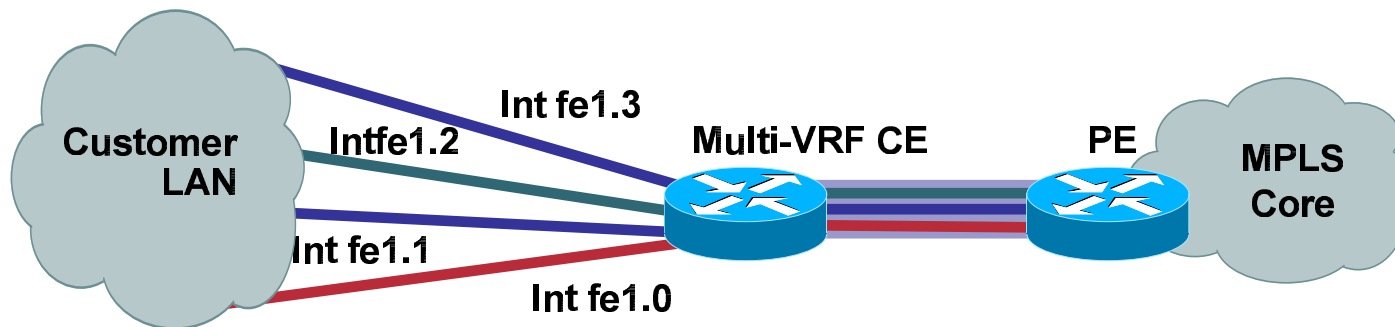 Int fe1.3
Intfe1.2
Multi-VRF CE
PE
Customer
LAN
MPLS
Core
Int fe1.1
Int fe1.0